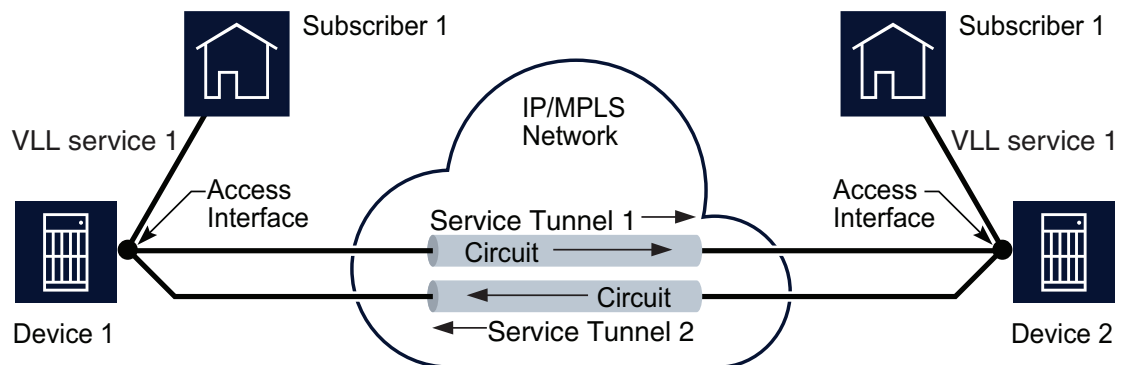 Subscriber 1
Subscriber 1
IP/MPLS
Network
VLL service 1
VLL service 1
Access
Interface
Access
Interface
Service Tunnel 1
Circuit
Circuit
Service Tunnel 2
Device 1
Device 2